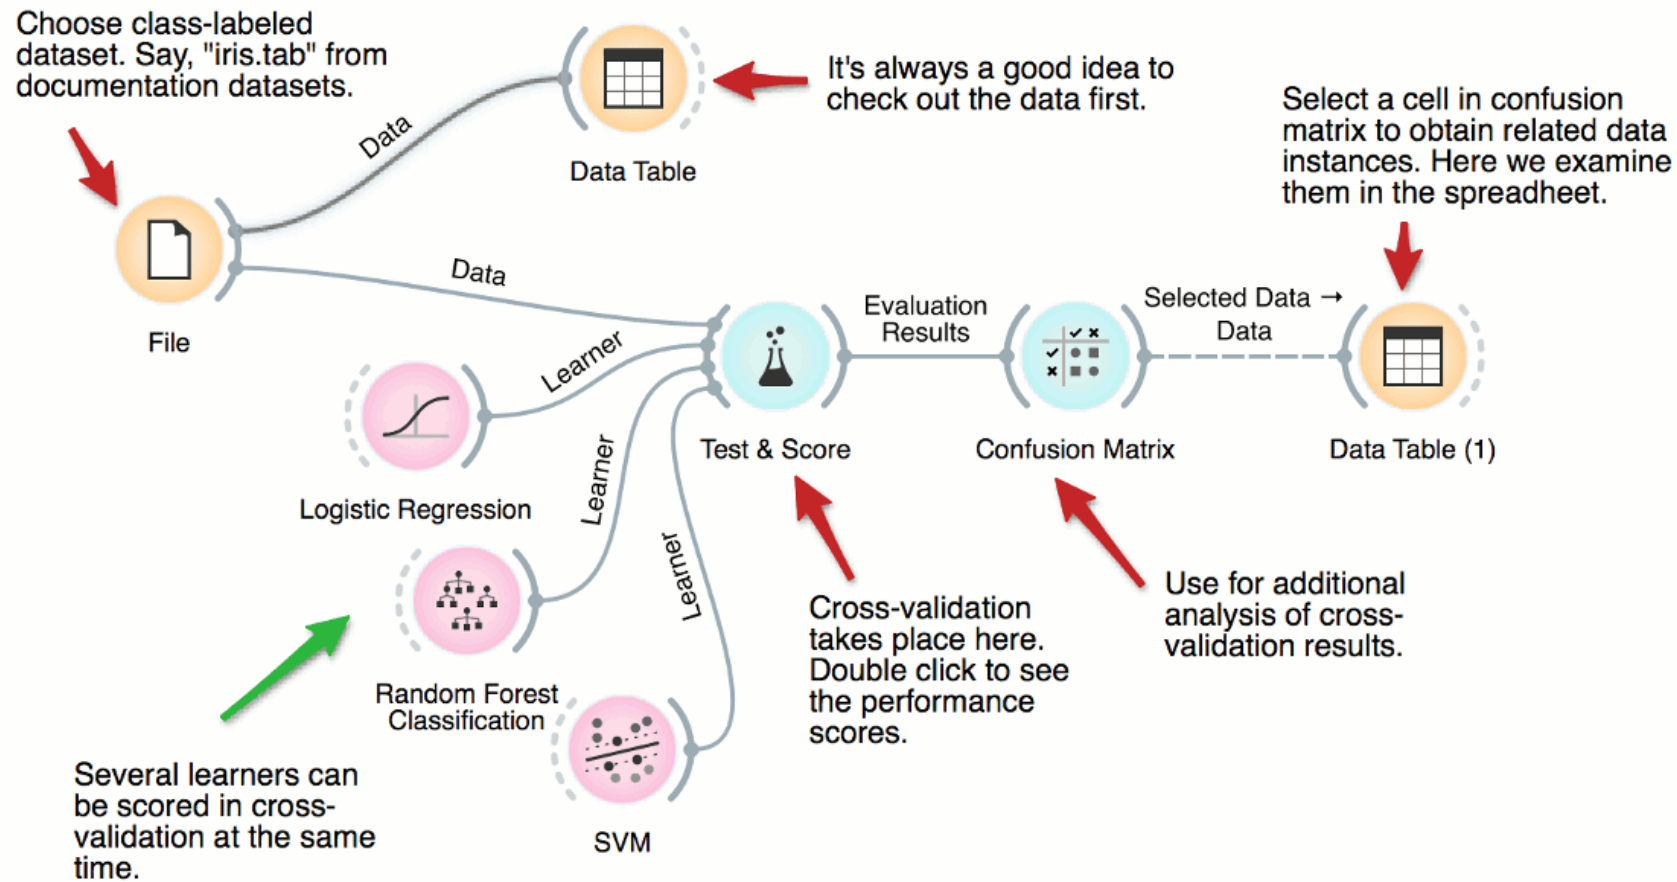 Choose class-labeled
dataset. Say, "iris.tab" from
documentation datasets.
Data
Data Table
It's always a good idea to
check out the data first.
Select a cell in confusion
matrix to obtain related data
instances. Here we examine
them in the spreadheet.
File
Data
Learner
Evaluation
Results
Selected Data →
Data
Logistic Regression
Learner
Test & Score
Confusion Matrix
Data Table (1)
Random Forest
Classification
Learner
SVM
Cross-validation
takes place here.
Double click to see
the performance
scores.
Use for additional
analysis of cross-
validation results.
Several learners can
be scored in cross-
validation at the same
time.